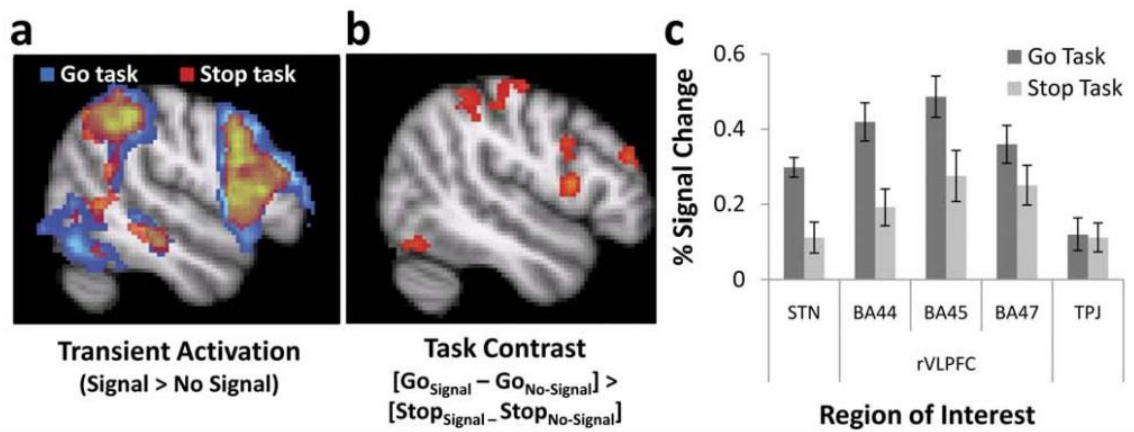 a
Go task
Stop task
Transient Activation
(Signal > No Signal)
b
Task Contrast
[GoSignal – GoNo-Signal] >
[StopSignal – StopNo-Signal]
c
Go Task
Stop Task
% Signal Change
0.6
0.4
0.2
0
STN
BA44
BA45
BA47
TPJ
rVLPFC
Region of Interest